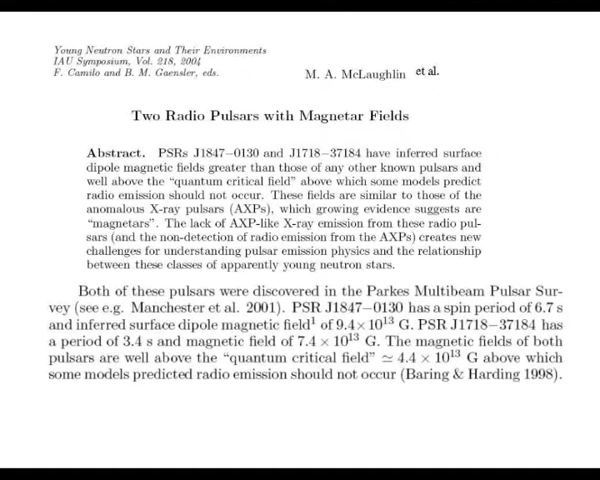 Young Neutron Stars and Their Environments
IAU Symposium, Vol. 218, 2004
F. Camilo and B. M. Gaensler, eds.
M. A. McLaughlin et al.
Two Radio Pulsars with Magnetar Fields
Abstract. PSRs J1847−0130 and J1718−37184 have inferred surface
dipole magnetic fields greater than those of any other known pulsars and
well above the “quantum critical field” above which some models predict
radio emission should not occur. These fields are similar to those of the
anomalous X-ray pulsars (AXPs), which growing evidence suggests are
“magnetars”. The lack of AXP-like X-ray emission from these radio pul-
sars (and the non-detection of radio emission from the AXPs) creates new
challenges for understanding pulsar emission physics and the relationship
between these classes of apparently young neutron stars.
Both of these pulsars were discovered in the Parkes Multibeam Pulsar Sur-
vey (see e.g. Manchester et al. 2001). PSR J1847−0130 has a spin period of 6.7 s
and inferred surface dipole magnetic field¹ of 9.4×10¹³ G. PSR J1718−37184 has
a period of 3.4 s and magnetic field of 7.4 × 10¹³ G. The magnetic fields of both
pulsars are well above the “quantum critical field” ≃ 4.4 × 10¹³ G above which
some models predicted radio emission should not occur (Baring & Harding 1998).